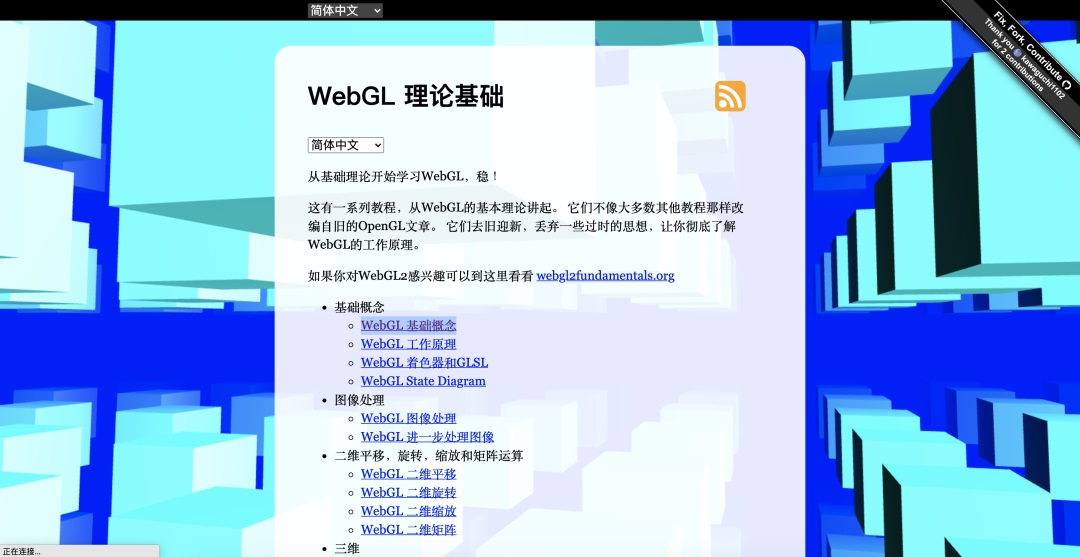 简体中文
Fix, Fork, Contribute
Thank you kawaguchi1102
for 2 contributions
WebGL 理论基础
简体中文
从基础理论开始学习WebGL，稳！
这有一系列教程，从WebGL的基本理论讲起。 它们不像大多数其他教程那样改
编自旧的OpenGL文章。 它们去旧迎新，丢弃一些过时的思想，让你彻底了解
WebGL的工作原理。
如果你对WebGL2感兴趣可以到这里看看 webgl2fundamentals.org
基础概念
WebGL 基础概念
WebGL 工作原理
WebGL 着色器和GLSL
WebGL State Diagram
图像处理
WebGL 图像处理
WebGL 进一步处理图像
二维平移，旋转，缩放和矩阵运算
WebGL 二维平移
WebGL 二维旋转
WebGL 二维缩放
WebGL 二维矩阵
三维
正在连接...